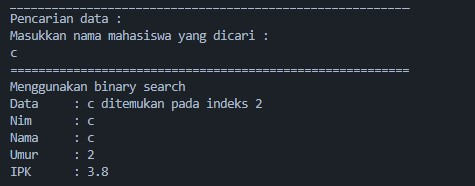 _________________________________________________________
Pencarian data :
Masukkan nama mahasiswa yang dicari :
c
=========================================================
Menggunakan binary search
Data     : c ditemukan pada indeks 2
Nim      : c
Nama     : c
Umur     : 2
IPK      : 3.8